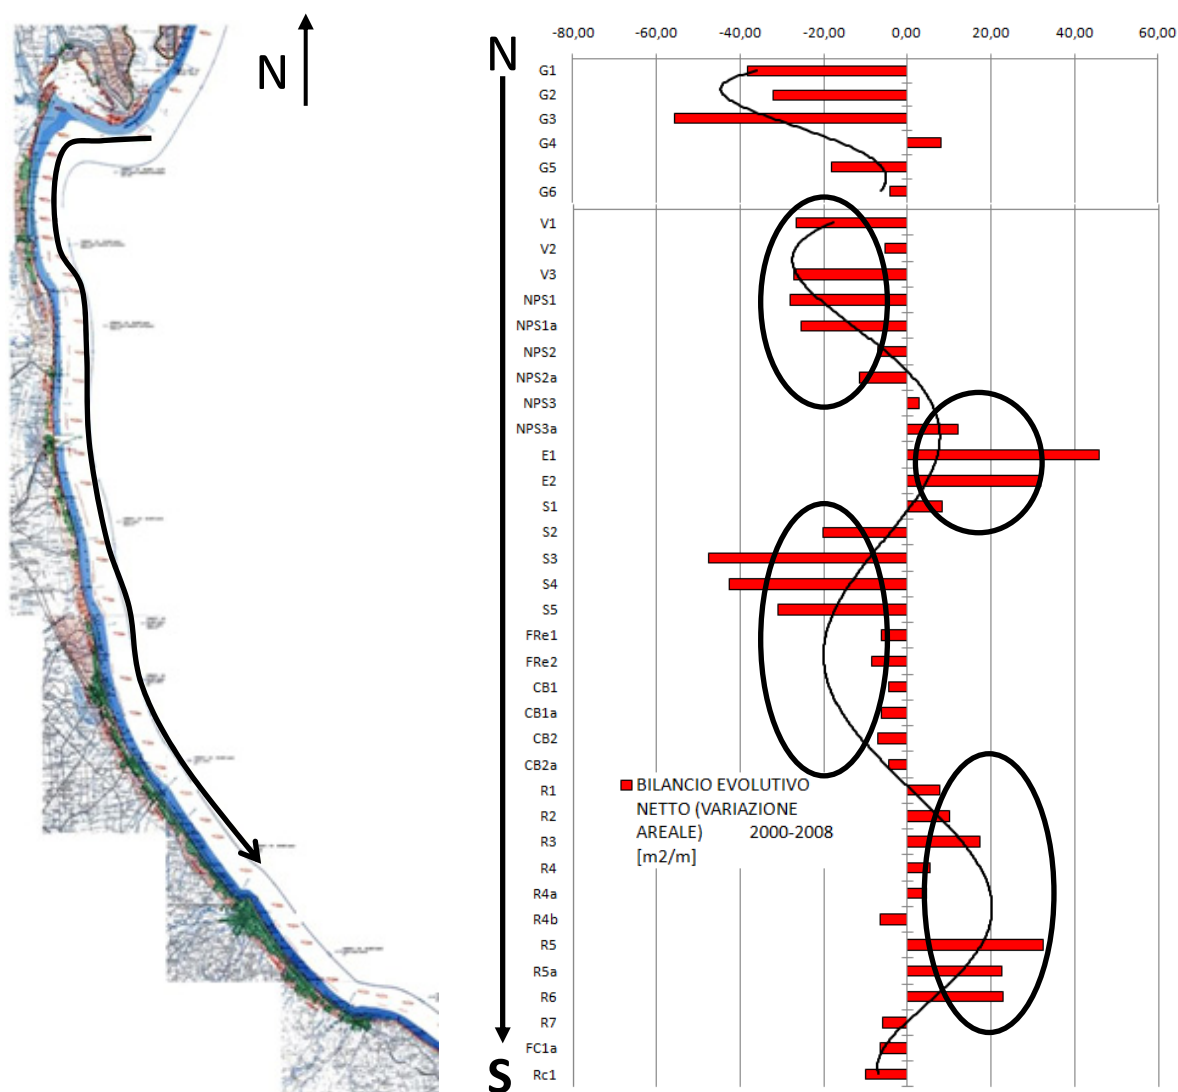 N
N
-80,00 -60,00 -40,00 -20,00 0,00 20,00 40,00 60,00
G1
G2
G3
G4
G5
G6
V1
V2
V3
NPS1
NPS1a
NPS2
NPS2a
NPS3
NPS3a
E1
E2
S1
S2
S3
S4
S5
FRe1
FRe2
CB1
CB1a
CB2
CB2a
R1
R2
R3
R4
R4a
R4b
R5
R5a
R6
R7
FC1a
Rc1
BILANCIO EVOLUTIVO
NETTO (VARIAZIONE
AREALE) 2000-2008
[m2/m]
S